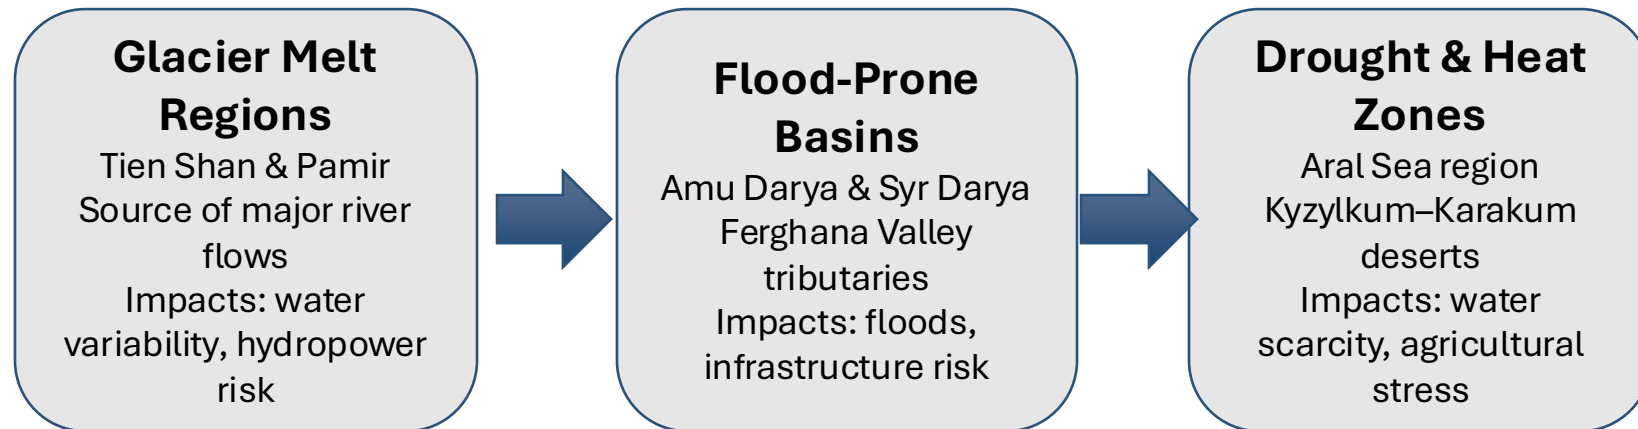 Glacier Melt
Regions
Tien Shan & Pamir
Source of major river
flows
Impacts: water
variability, hydropower
risk
Flood-Prone
Basins
Amu Darya & Syr Darya
Ferghana Valley
tributaries
Impacts: floods,
infrastructure risk
Drought & Heat
Zones
Aral Sea region
Kyzylkum–Karakum
deserts
Impacts: water
scarcity, agricultural
stress